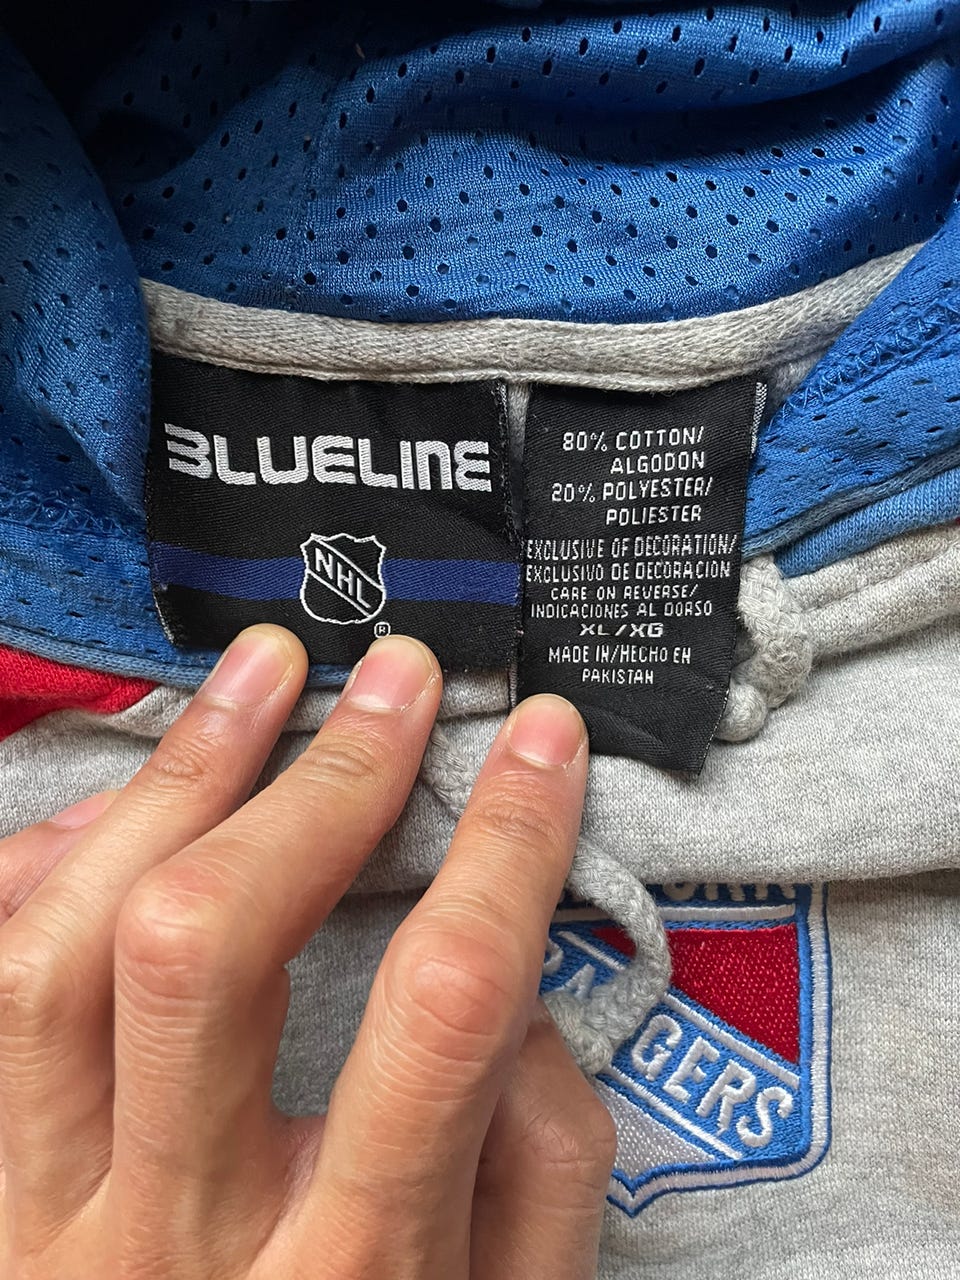 BLUELINE
NHL
®
80% COTTON/
ALGODON
20% POLYESTER/
POLIESTER
EXCLUSIVE OF DECORATION/
EXCLUSIVO DE DECORACION
CARE ON REVERSE/
INDICACIONES AL DORSO
XL/XG
MADE IN/HECHO EN
PAKISTAN
GERS